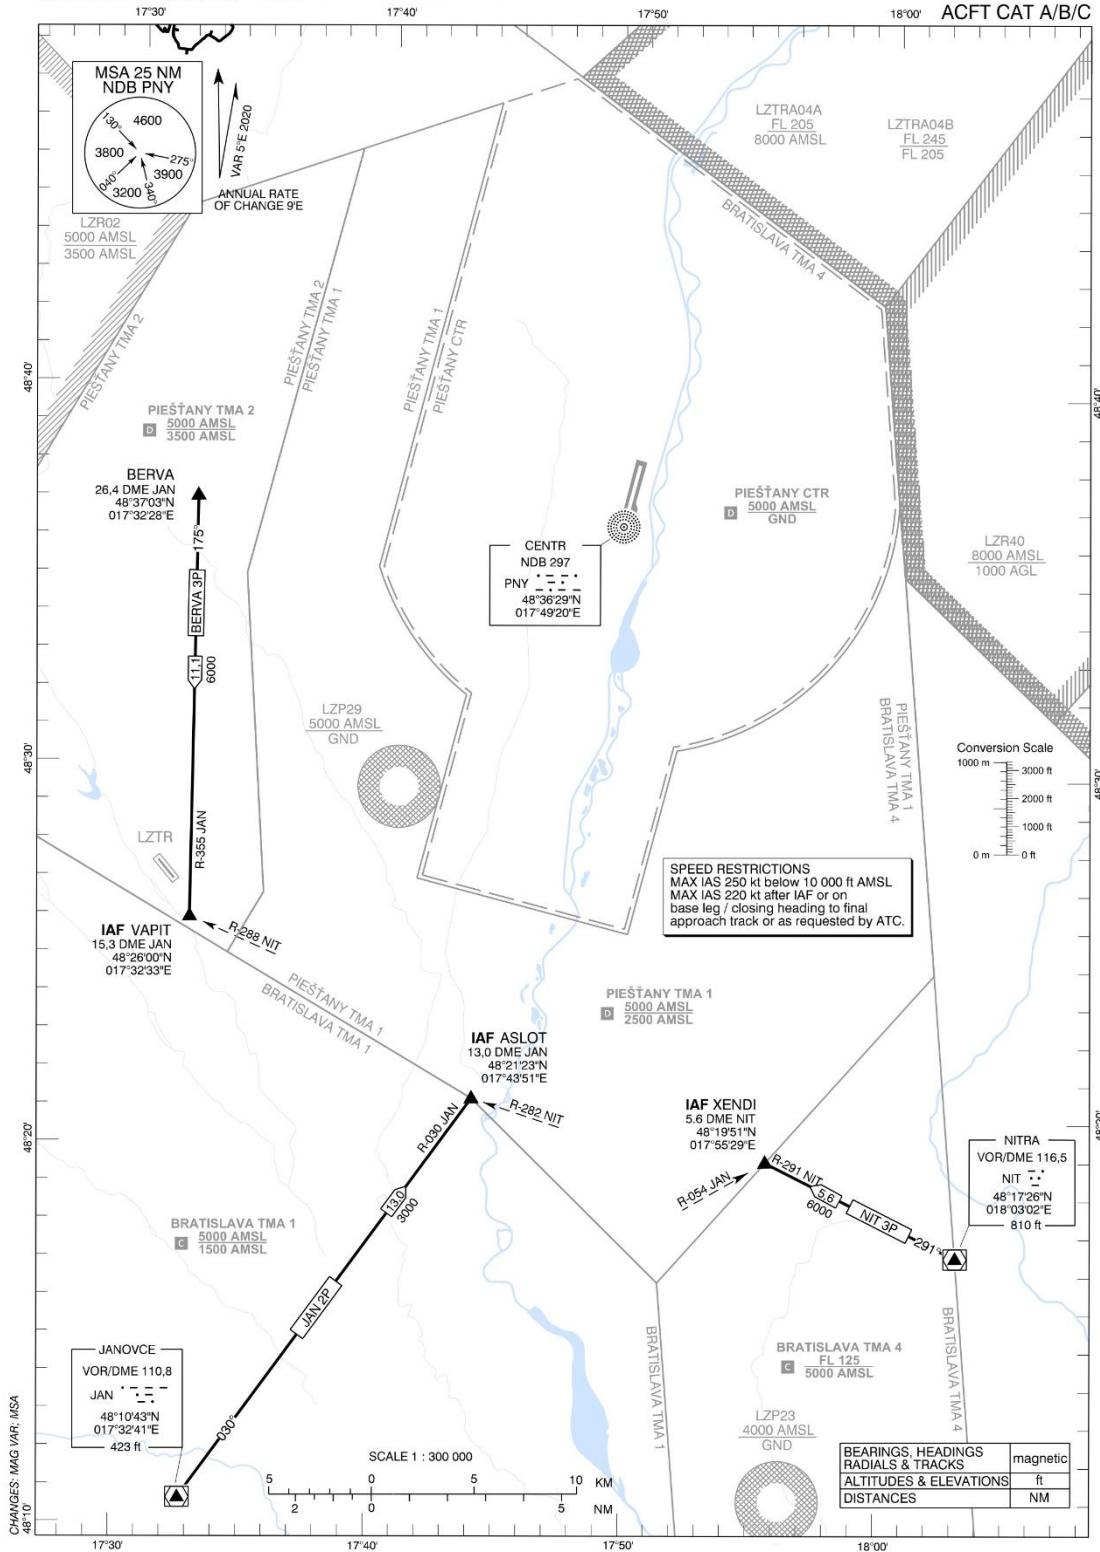 17°30'
17°40'
17°50'
18°00'
ACFT CAT A/B/C
MSA 25 NM
NDB PNY
4600
130°
3800
275°
3900
040°
3200
340°
VAR 5°E 2020
ANNUAL RATE
OF CHANGE 9'E
LZTRA04A
FL 205
8000 AMSL
LZTRA04B
FL 245
FL 205
LZR02
5000 AMSL
3500 AMSL
BRATISLAVA TMA 4
PIEŠŤANY TMA 2
PIEŠŤANY TMA 2
PIEŠŤANY TMA 1
PIEŠŤANY TMA 1
PIEŠŤANY CTR
48°40'
48°40'
PIEŠŤANY TMA 2
D
5000 AMSL
3500 AMSL
BERVA
26,4 DME JAN
48°37'03"N
017°32'28"E
175°
BERVA 3P
11,1
6000
R-355 JAN
PIEŠŤANY CTR
D
5000 AMSL
GND
CENTR
NDB 297
PNY
48°36'29"N
017°49'20"E
LZR40
8000 AMSL
1000 AGL
LZP29
5000 AMSL
GND
PIEŠŤANY TMA 1
BRATISLAVA TMA 4
48°30'
Conversion Scale
1000 m
3000 ft
2000 ft
1000 ft
0 m
0 ft
LZTR
SPEED RESTRICTIONS
MAX IAS 250 kt below 10 000 ft AMSL
MAX IAS 220 kt after IAF or on
base leg / closing heading to final
approach track or as requested by ATC.
IAF VAPIT
15,3 DME JAN
48°26'00"N
017°32'33"E
R-288 NIT
PIEŠŤANY TMA 1
BRATISLAVA TMA 1
PIEŠŤANY TMA 1
D
5000 AMSL
2500 AMSL
IAF ASLOT
13,0 DME JAN
48°21'23"N
017°43'51"E
R-282 NIT
R-030 JAN
13,0
3000
IAF XENDI
5.6 DME NIT
48°19'51"N
017°55'29"E
R-054 JAN
R-291 NIT
5,6
6000
NIT 3P
291°
48°20'
NITRA
VOR/DME 116,5
NIT
48°17'26"N
018°03'02"E
810 ft
BRATISLAVA TMA 1
C
5000 AMSL
1500 AMSL
JAN 2P
030°
JANOVCE
VOR/DME 110,8
JAN
48°10'43"N
017°32'41"E
423 ft
BRATISLAVA TMA 1
BRATISLAVA TMA 4
C
FL 125
5000 AMSL
BRATISLAVA TMA 4
LZP23
4000 AMSL
GND
SCALE 1 : 300 000
5 0 5 10 KM
2 0 5 NM
BEARINGS, HEADINGS
RADIALS & TRACKS magnetic
ALTITUDES & ELEVATIONS ft
DISTANCES NM
CHANGES: MAG VAR; MSA
48°10'
17°30'
17°40'
17°50'
18°00'